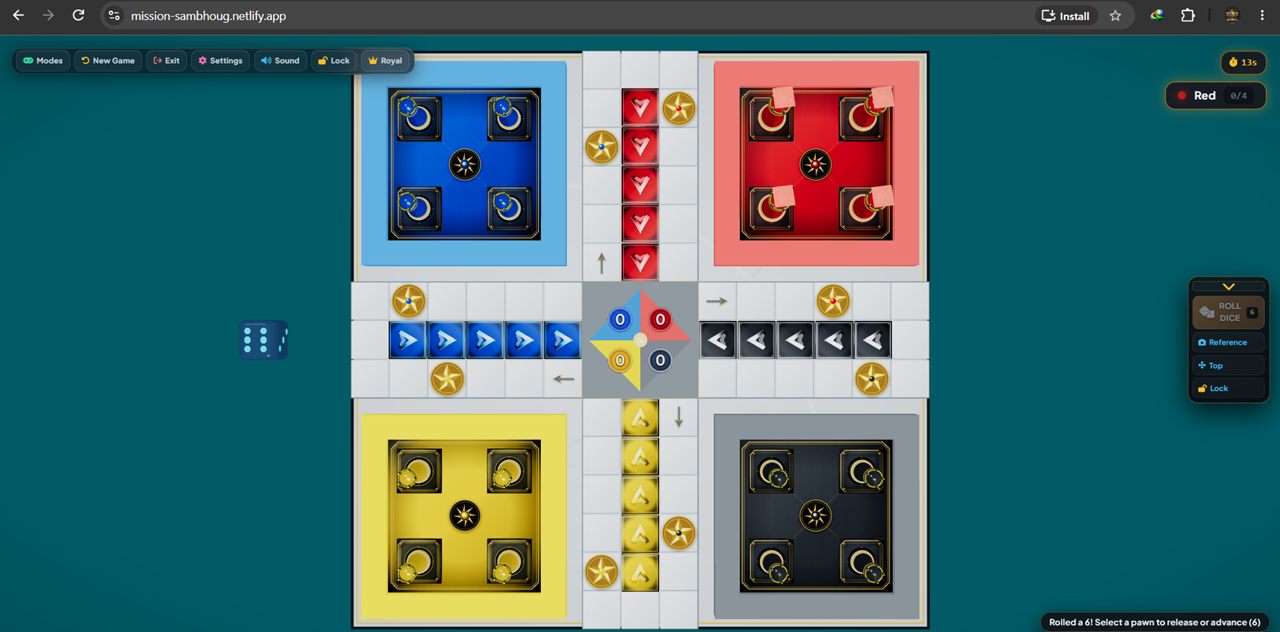 mission-sambhoug.netlify.app
Install
Modes
New Game
Exit
Settings
Sound
Lock
Royal
13s
Red 0/4
0 0
0 0
ROLL DICE 6
Reference
Top
Lock
Rolled a 6! Select a pawn to release or advance (6)